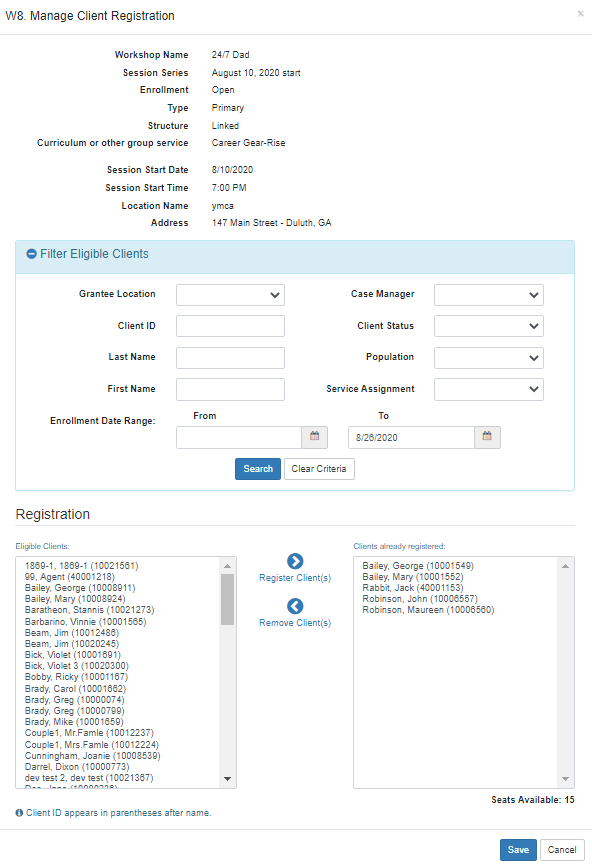 W8. Manage Client Registration
×
Workshop Name 24/7 Dad
Session Series August 10, 2020 start
Enrollment Open
Type Primary
Structure Linked
Curriculum or other group service Career Gear-Rise
Session Start Date 8/10/2020
Session Start Time 7:00 PM
Location Name ymca
Address 147 Main Street - Duluth, GA
Filter Eligible Clients
Grantee Location Case Manager
Client ID Client Status
Last Name Population
First Name Service Assignment
Enrollment Date Range: From To
8/26/2020
Search Clear Criteria
Registration
Eligible Clients:
1869-1, 1869-1 (10021561)
99, Agent (40001218)
Bailey, George (10008911)
Bailey, Mary (10008924)
Baratheon, Stannis (10021273)
Barbarino, Vinnie (10001565)
Beam, Jim (10012486)
Beam, Jim (10020245)
Bick, Violet (10001691)
Bick, Violet 3 (10020300)
Bobby, Ricky (10001167)
Brady, Carol (10001662)
Brady, Greg (10000074)
Brady, Greg (10000799)
Brady, Mike (10001659)
Couple1, Mr.Famle (10012237)
Couple1, Mrs.Famle (10012224)
Cunningham, Joanie (10008539)
Darrel, Dixon (10000773)
dev test 2, dev test (10021367)
Register Client(s)
Remove Client(s)
Clients already registered:
Bailey, George (10001549)
Bailey, Mary (10001552)
Rabbit, Jack (40001153)
Robinson, John (10006557)
Robinson, Maureen (10006560)
Seats Available: 15
Client ID appears in parentheses after name.
Save Cancel